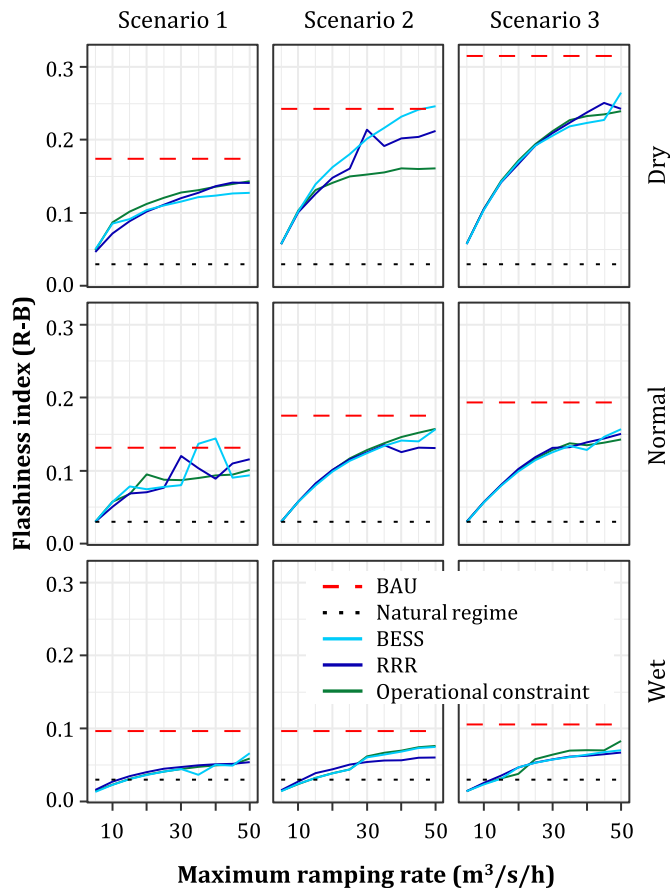 Scenario 1 Scenario 2 Scenario 3
Flashiness index (R-B)
0.3
0.2
0.1
0.0
Dry
0.3
0.2
0.1
0.0
Normal
0.3
0.2
0.1
0.0
Wet
BAU
Natural regime
BESS
RRR
Operational constraint
10 30 50 10 30 50 10 30 50
Maximum ramping rate (m³/s/h)